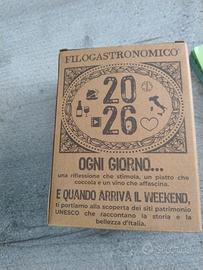 FILOGASTRONOMICO®
20
26
OGNI GIORNO...
una riflessione che stimola, un piatto che
coccola e un vino che affascina.
E QUANDO ARRIVA IL WEEKEND,
ti portiamo alla scoperta dei siti patrimonio
UNESCO che raccontano la storia e la
bellezza d'Italia.